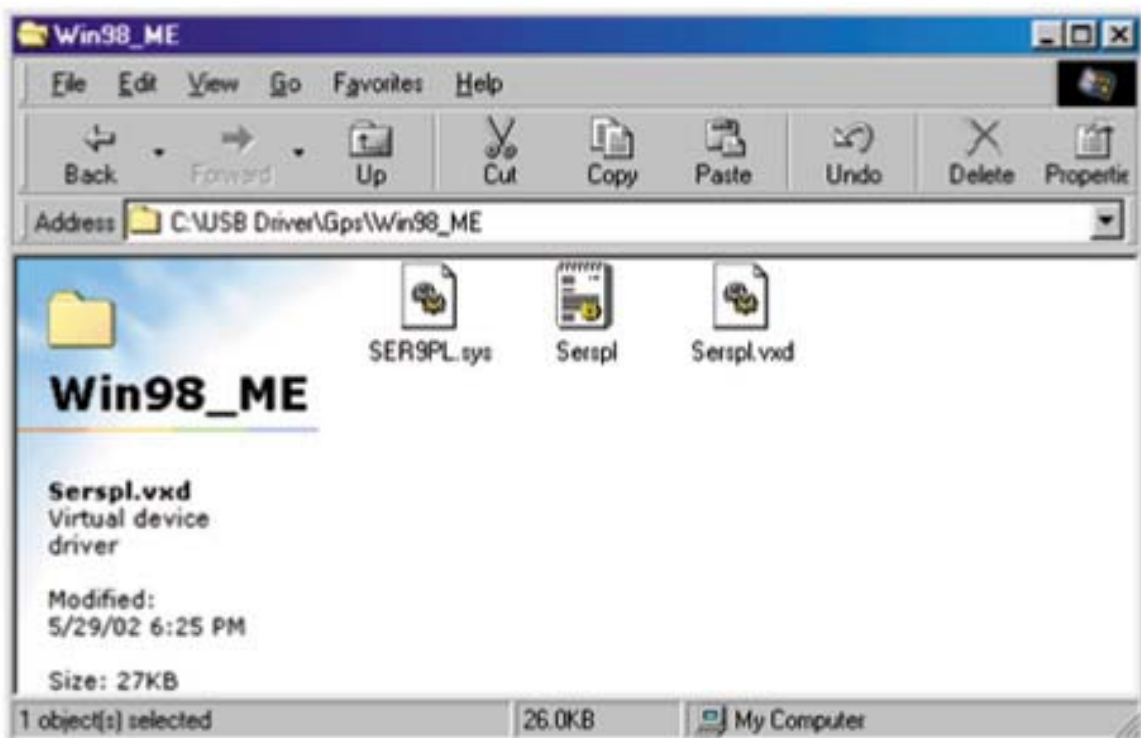 Win98_ME
File Edit View Go Favorites Help
Back Forward Up Cut Copy Paste Undo Delete Propertie
Address C:\USB Driver\Gps\Win98_ME
SER9PL.sys Serspl Serspl.vxd
Win98_ME
Serspl.vxd
Virtual device
driver
Modified:
5/29/02 6:25 PM
Size: 27KB
1 object(s) selected 26.0KB My Computer